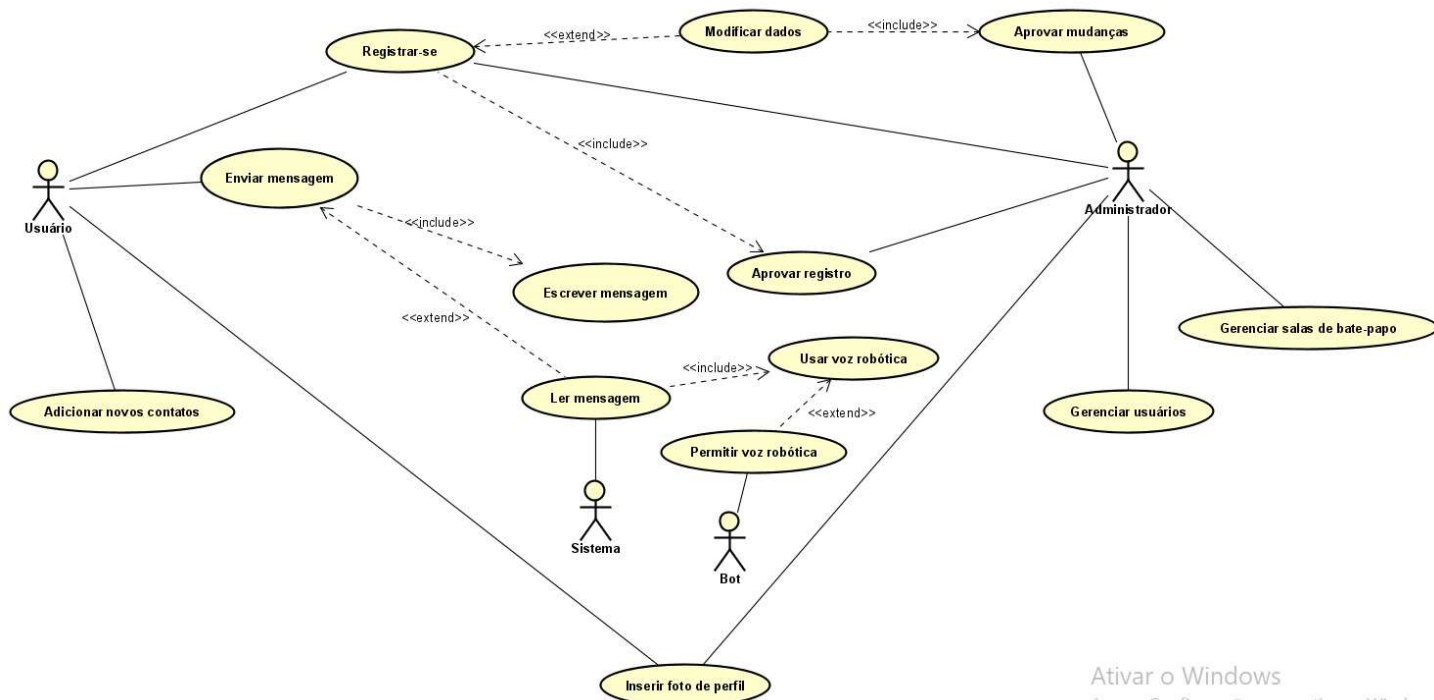 <<extend>>
Modificar dados
<<include>>
Aprovar mudanças
Registrar-se
<<include>>
Enviar mensagem
Usuário
<<include>>
Administrador
Aprovar registro
Escrever mensagem
<<extend>>
Gerenciar salas de bate-papo
Usar voz robótica
<<include>>
Ler mensagem
Adicionar novos contatos
<<extend>>
Gerenciar usuários
Permitir voz robótica
Sistema
Bot
Inserir foto de perfil
Ativar o Windows